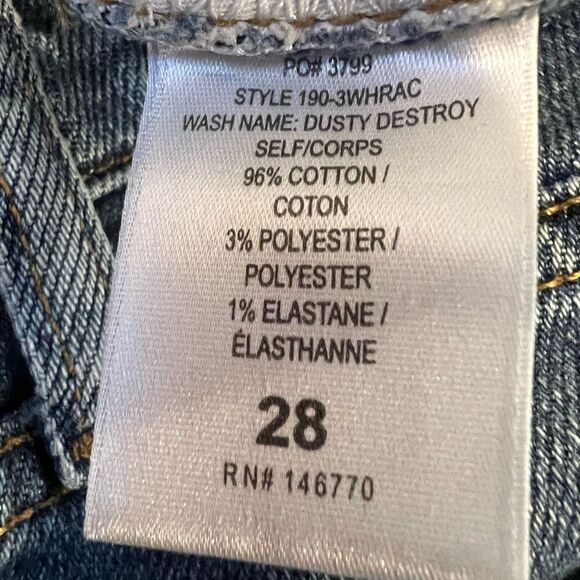 PO# 3799
STYLE 190-3WHRAC
WASH NAME: DUSTY DESTROY
SELF/CORPS
96% COTTON /
COTON
3% POLYESTER /
POLYESTER
1% ELASTANE /
ÉLASTHANNE
28
RN# 146770